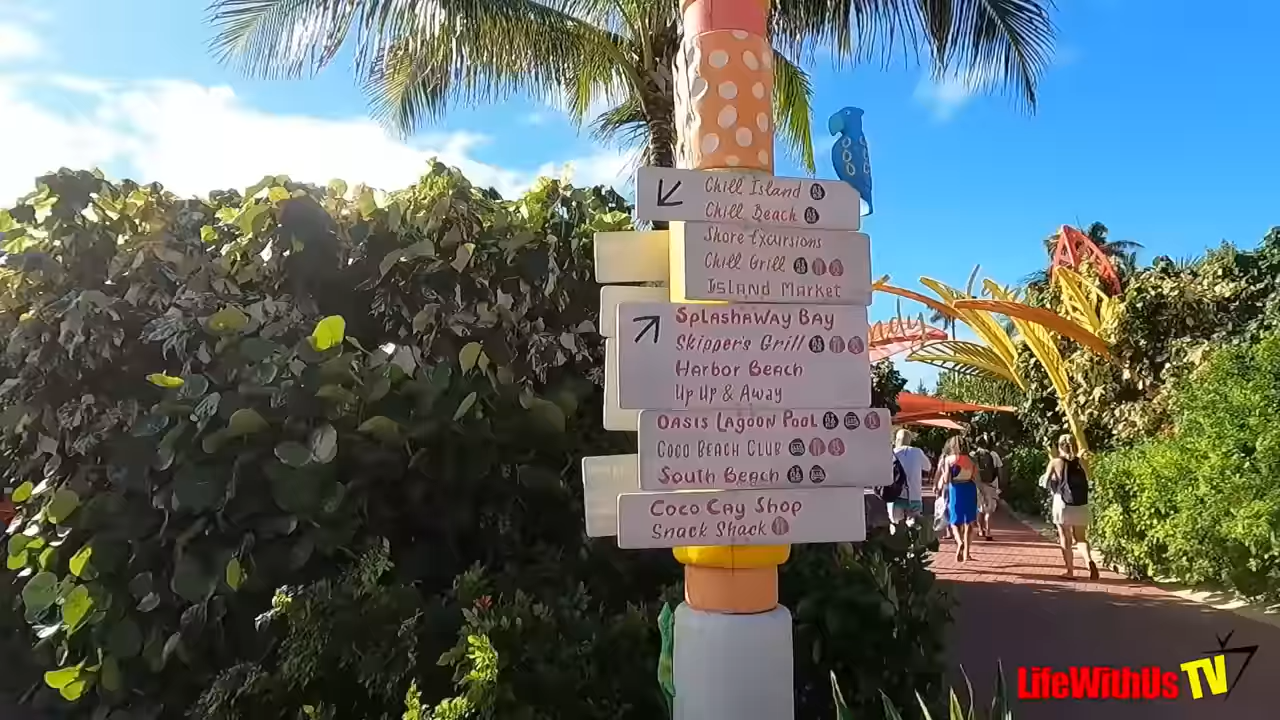 Chill Island
Chill Beach
Shore Excursions
Chill Grill
Island Market
Splashaway Bay
Skipper's Grill
Harbor Beach
Up Up & Away
Oasis Lagoon Pool
Coco Beach Club
South Beach
Coco Cay Shop
Snack Shack
LifeWithUs TV